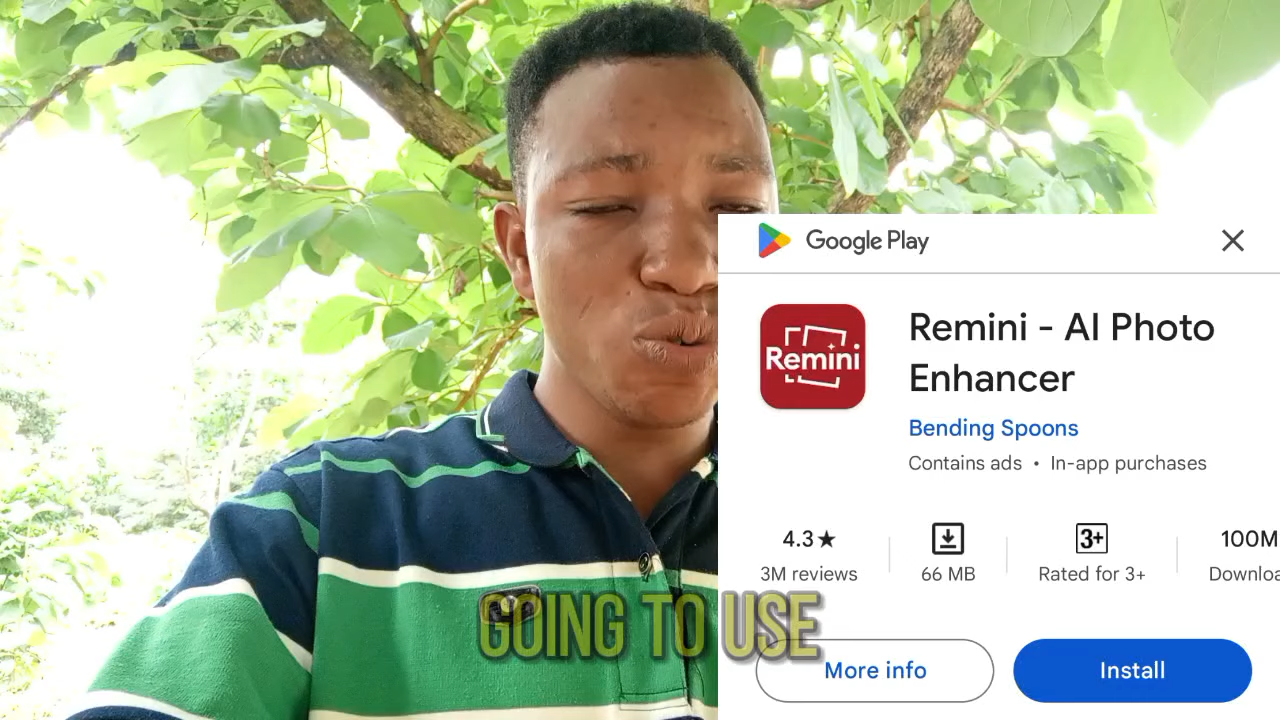 Google Play
Remini
Remini - AI Photo
Enhancer
Bending Spoons
Contains ads • In-app purchases
4.3★
3M reviews
66 MB
3+
Rated for 3+
100M
Downloa
GOING TO USE
More info
Install